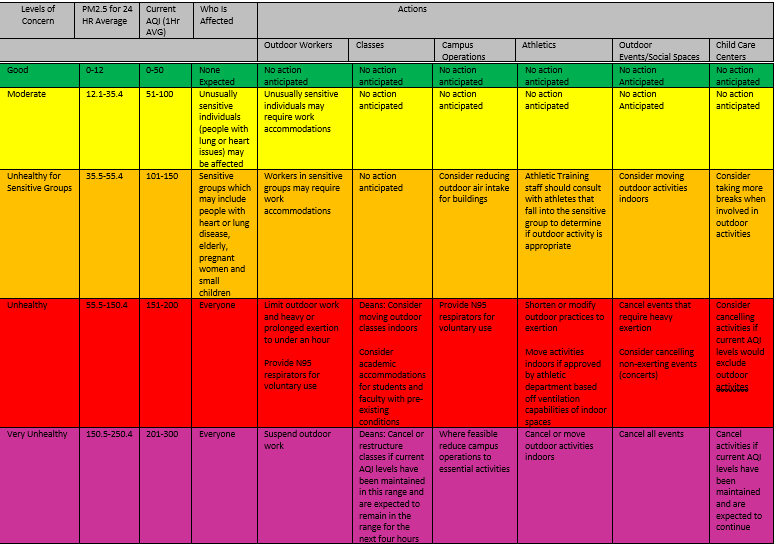 Levels of
Concern
PM2.5 for 24
HR Average
Current
AQI (1Hr
AVG)
Who Is
Affected
Actions
Outdoor Workers
Classes
Campus
Operations
Athletics
Outdoor
Events/Social Spaces
Child Care
Centers
Good
0-12
0-50
None
Expected
No action
anticipated
No action
anticipated
No action
anticipated
No action
anticipated
No action
Anticipated
No action
anticipated
Moderate
12.1-35.4
51-100
Unusually
sensitive
individuals
(people with
lung or heart
issues) may
be affected
Unusually sensitive
individuals may
require work
accommodations
No action
anticipated
No action
anticipated
No action
anticipated
No action
Anticipated
No action
anticipated
Unhealthy for
Sensitive Groups
35.5-55.4
101-150
Sensitive
groups which
may include
people with
heart or lung
disease,
elderly,
pregnant
women and
small
children
Workers in sensitive
groups may require
work
accommodations
No action
anticipated
Consider reducing
outdoor air intake
for buildings
Athletic Training
staff should consult
with athletes that
fall into the sensitive
group to determine
if outdoor activity is
appropriate
Consider moving
outdoor activities
indoors
Consider
taking more
breaks when
involved in
outdoor
activities
Unhealthy
55.5-150.4
151-200
Everyone
Limit outdoor work
and heavy or
prolonged exertion
to under an hour
Provide N95
respirators for
voluntary use
Deans: Consider
moving outdoor
classes indoors
Consider
academic
accommodations
for students and
faculty with pre-
existing
conditions
Provide N95
respirators for
voluntary use
Shorten or modify
outdoor practices to
exertion
Move activities
indoors if approved
by athletic
department based
off ventilation
capabilities of indoor
spaces
Cancel events that
require heavy
exertion
Consider cancelling
non-exerting events
(concerts)
Consider
cancelling
activities if
current AQI
levels would
exclude
outdoor
activites
Very Unhealthy
150.5-250.4
201-300
Everyone
Suspend outdoor
work
Deans: Cancel or
restructure
classes if current
AQI levels have
been maintained
in this range and
are expected to
remain in the
range for the
next four hours
Where feasible
reduce campus
operations to
essential activities
Cancel or move
outdoor activities
indoors
Cancel all events
Cancel
activities if
current AQI
levels have
been
maintained
and are
expected to
continue